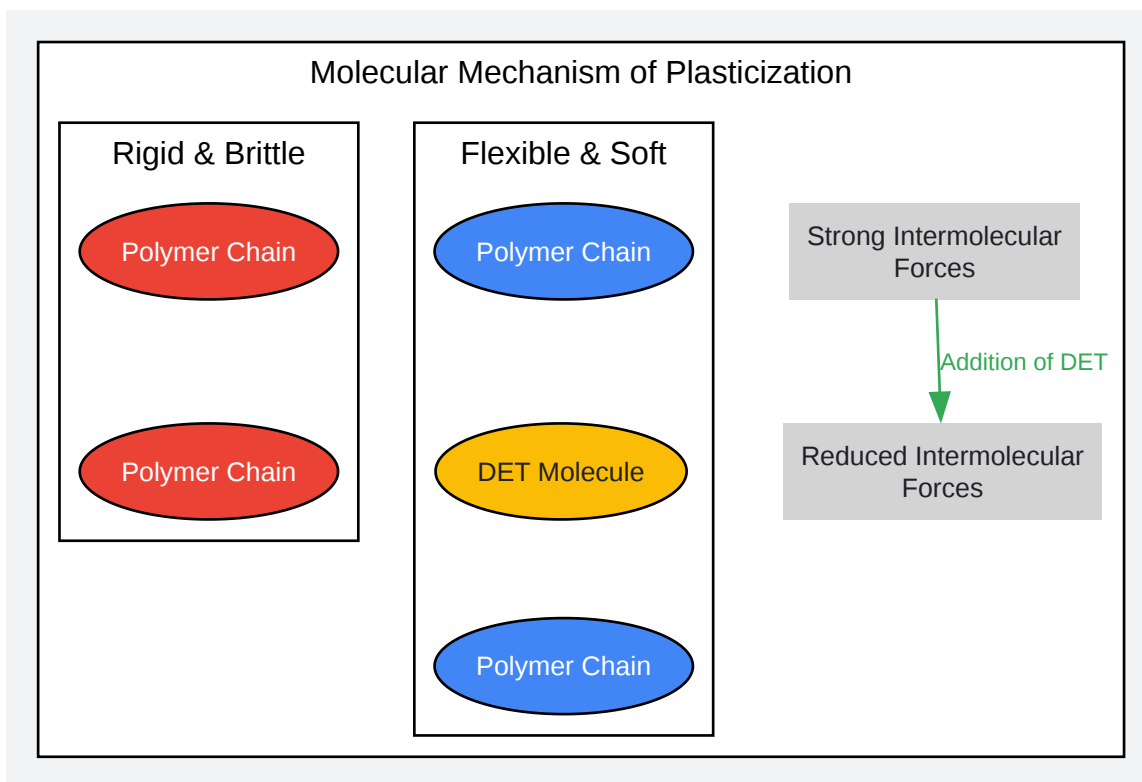 Molecular Mechanism of Plasticization
Rigid & Brittle
Polymer Chain
Polymer Chain
Flexible & Soft
Polymer Chain
DET Molecule
Polymer Chain
Strong Intermolecular
Forces
Addition of DET
Reduced Intermolecular
Forces